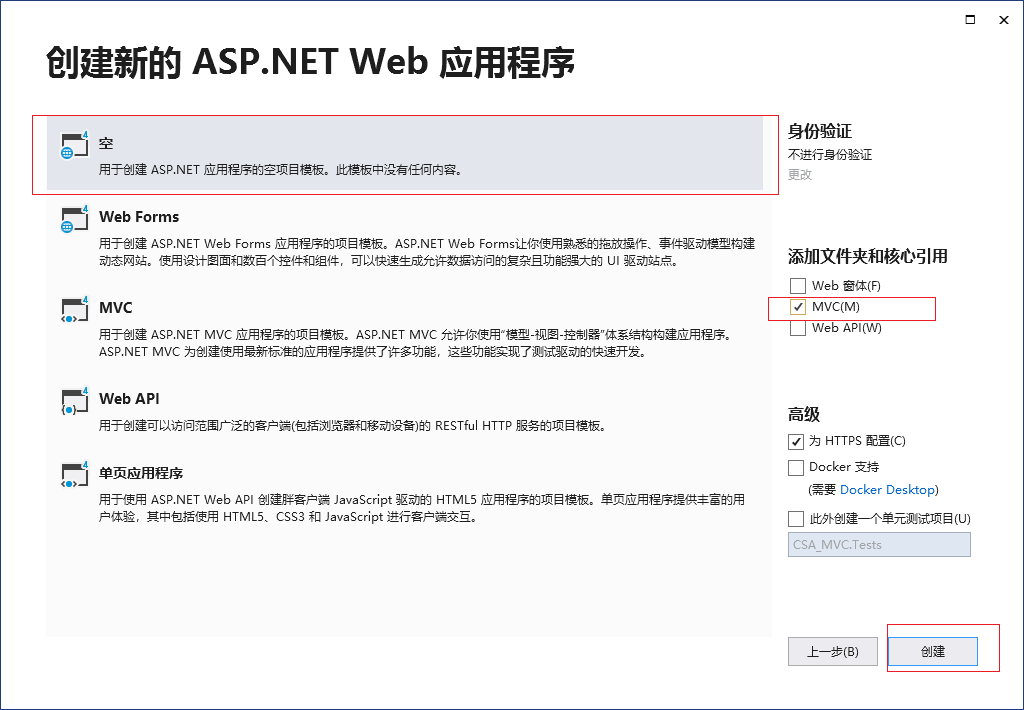 创建新的 ASP.NET Web 应用程序
空
用于创建 ASP.NET 应用程序的空项目模板。此模板中没有任何内容。
Web Forms
用于创建 ASP.NET Web Forms 应用程序的项目模板。ASP.NET Web Forms让你使用熟悉的拖放操作、事件驱动模型构建
动态网站。使用设计图面和数百个控件和组件，可以快速生成允许数据访问的复杂且功能强大的 UI 驱动站点。
MVC
用于创建 ASP.NET MVC 应用程序的项目模板。ASP.NET MVC 允许你使用“模型-视图-控制器”体系结构构建应用程序。
ASP.NET MVC 为创建使用最新标准的应用程序提供了许多功能，这些功能实现了测试驱动的快速开发。
Web API
用于创建可以访问范围广泛的客户端(包括浏览器和移动设备)的 RESTful HTTP 服务的项目模板。
单页应用程序
用于使用 ASP.NET Web API 创建胖客户端 JavaScript 驱动的 HTML5 应用程序的项目模板。单页应用程序提供丰富的用
户体验，其中包括使用 HTML5、CSS3 和 JavaScript 进行客户端交互。
身份验证
不进行身份验证
更改
添加文件夹和核心引用
Web 窗体(F)
MVC(M)
Web API(W)
高级
为 HTTPS 配置(C)
Docker 支持
(需要 Docker Desktop)
此外创建一个单元测试项目(U)
CSA_MVC.Tests
上一步(B)
创建